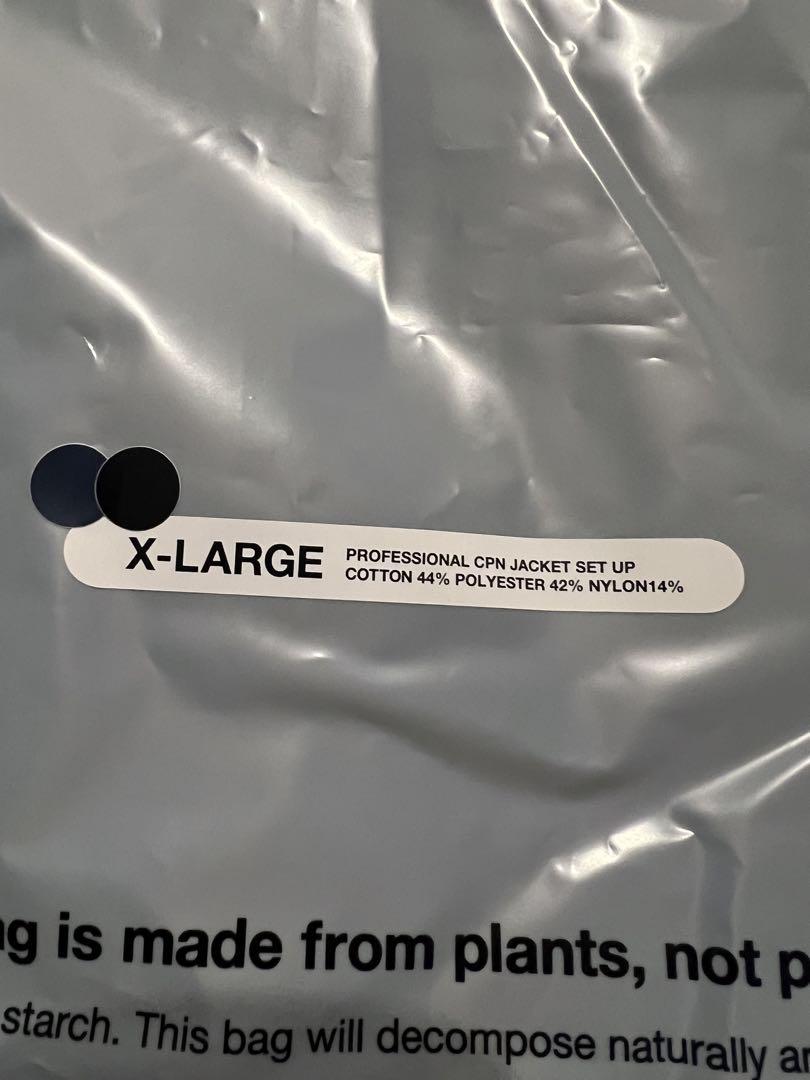 X-LARGE
PROFESSIONAL CPN JACKET SET UP
COTTON 44% POLYESTER 42% NYLON14%
is made from plants, not
starch. This bag will decompose naturally